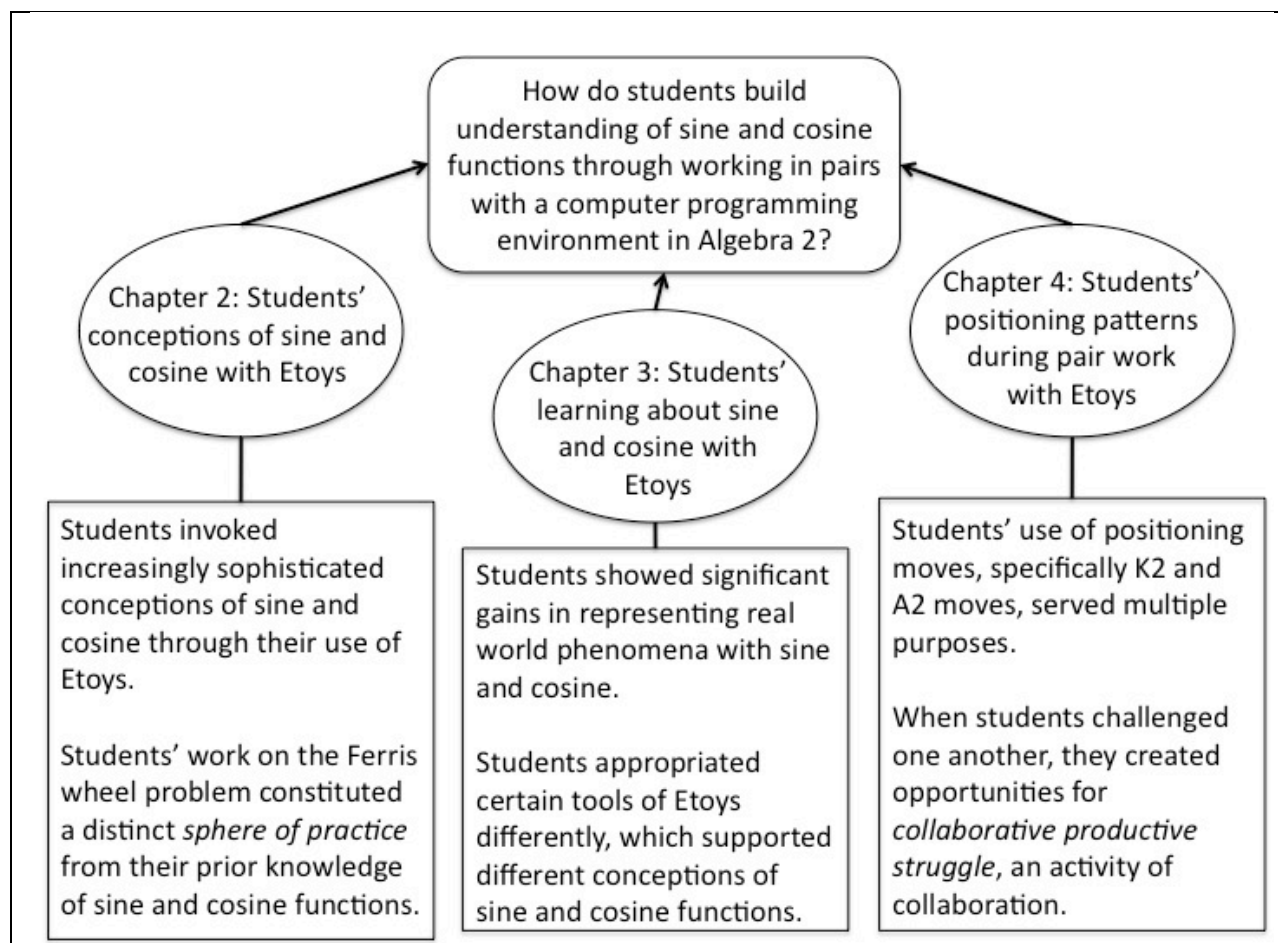 How do students build
understanding of sine and cosine
functions through working in pairs
with a computer programming
environment in Algebra 2?
Chapter 2: Students’
conceptions of sine and
cosine with Etoys
Chapter 3: Students’
learning about sine
and cosine with
Etoys
Chapter 4: Students’
positioning patterns
during pair work
with Etoys
Students invoked
increasingly sophisticated
conceptions of sine and
cosine through their use of
Etoys.
Students’ work on the Ferris
wheel problem constituted
a distinct sphere of practice
from their prior knowledge
of sine and cosine functions.
Students showed significant
gains in representing real
world phenomena with sine
and cosine.
Students appropriated
certain tools of Etoys
differently, which supported
different conceptions of
sine and cosine functions.
Students’ use of positioning
moves, specifically K2 and
A2 moves, served multiple
purposes.
When students challenged
one another, they created
opportunities for
collaborative productive
struggle, an activity of
collaboration.